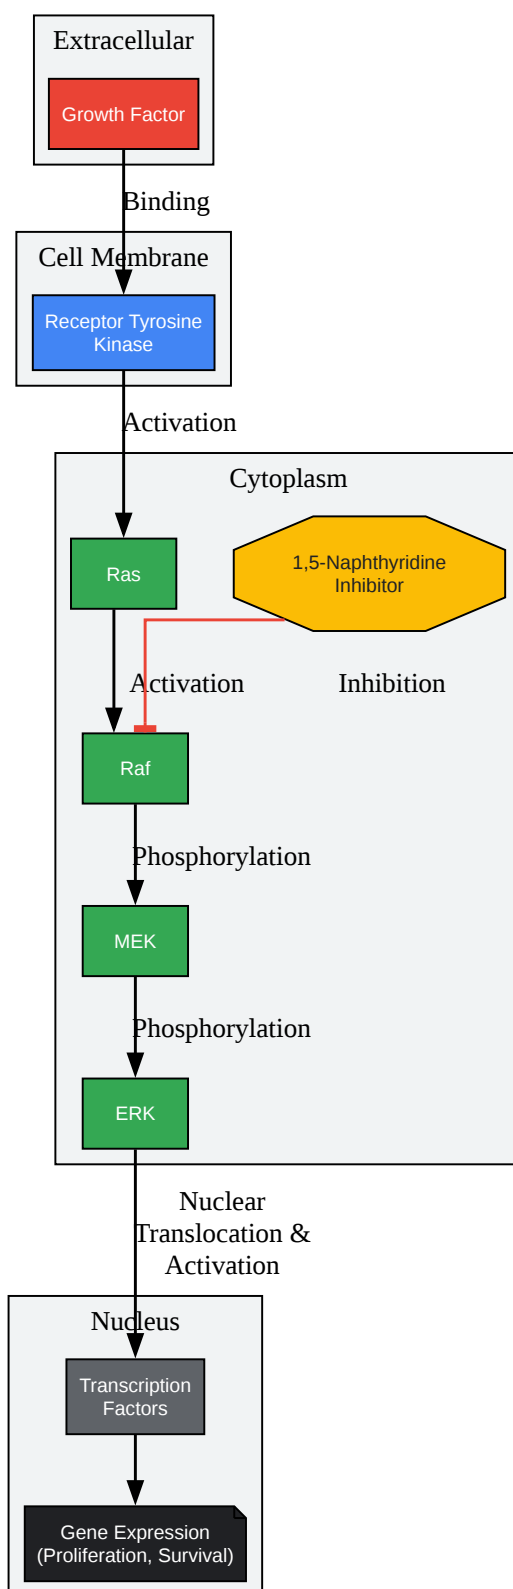 Extracellular
Growth Factor
Binding
Cell Membrane
Receptor Tyrosine
Kinase
Activation
Cytoplasm
Ras
1,5-Naphthyridine
Inhibitor
Activation
Inhibition
Raf
Phosphorylation
MEK
Phosphorylation
ERK
Nuclear
Translocation &
Activation
Nucleus
Transcription
Factors
Gene Expression
(Proliferation, Survival)